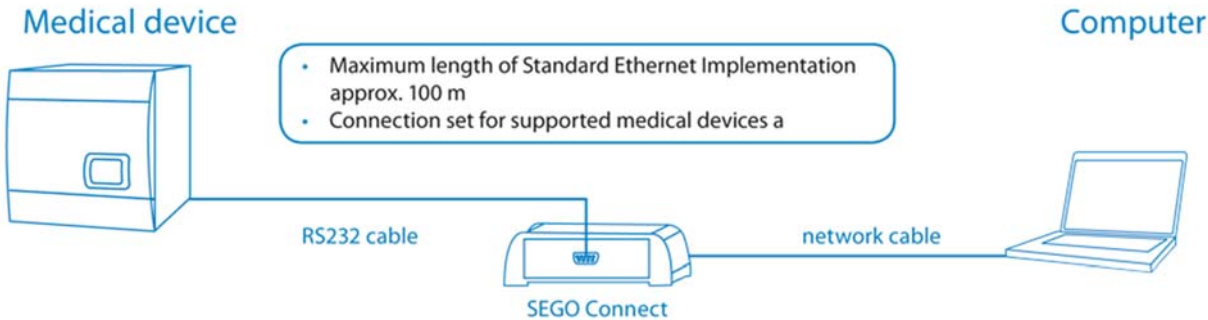 Medical device
Computer
• Maximum length of Standard Ethernet Implementation
approx. 100 m
• Connection set for supported medical devices a
RS232 cable
network cable
SEGO Connect